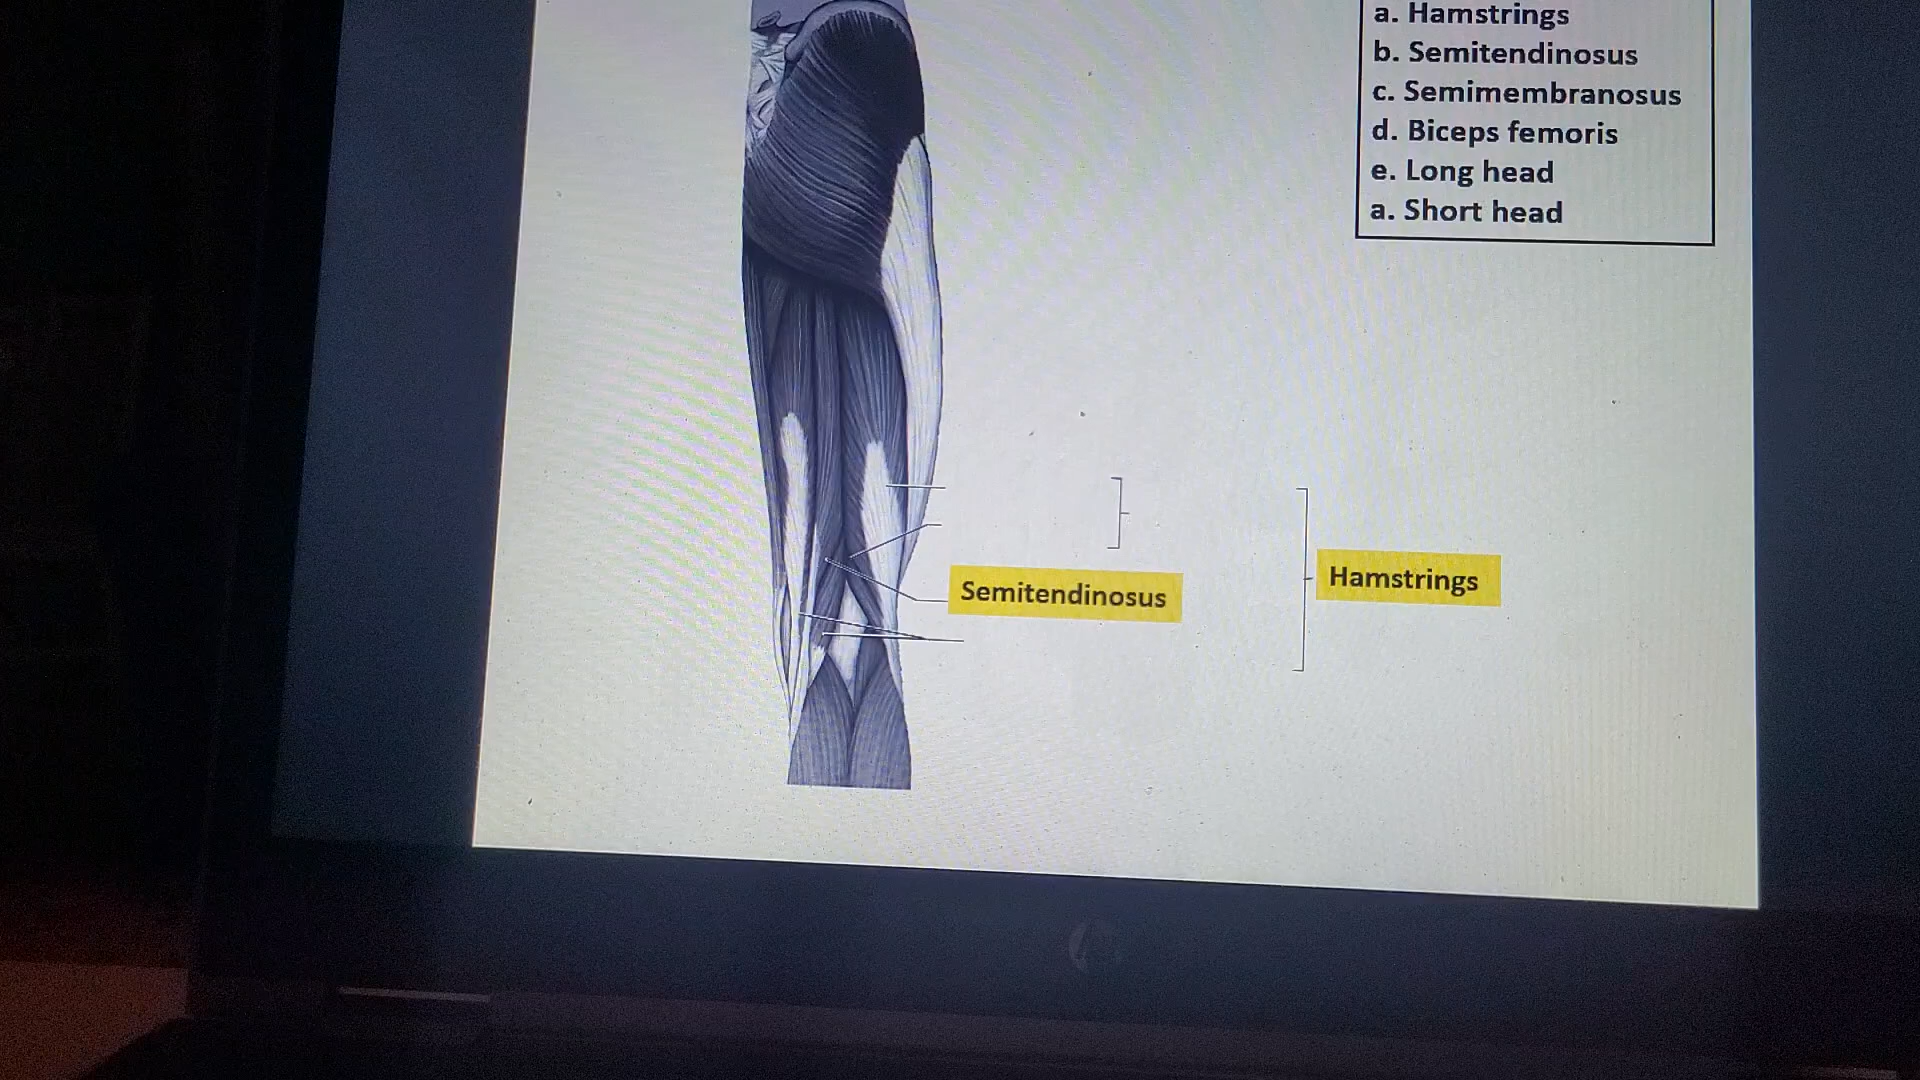 a. Hamstrings
b. Semitendinosus
c. Semimembranosus
d. Biceps femoris
e. Long head
a. Short head
Semitendinosus
Hamstrings